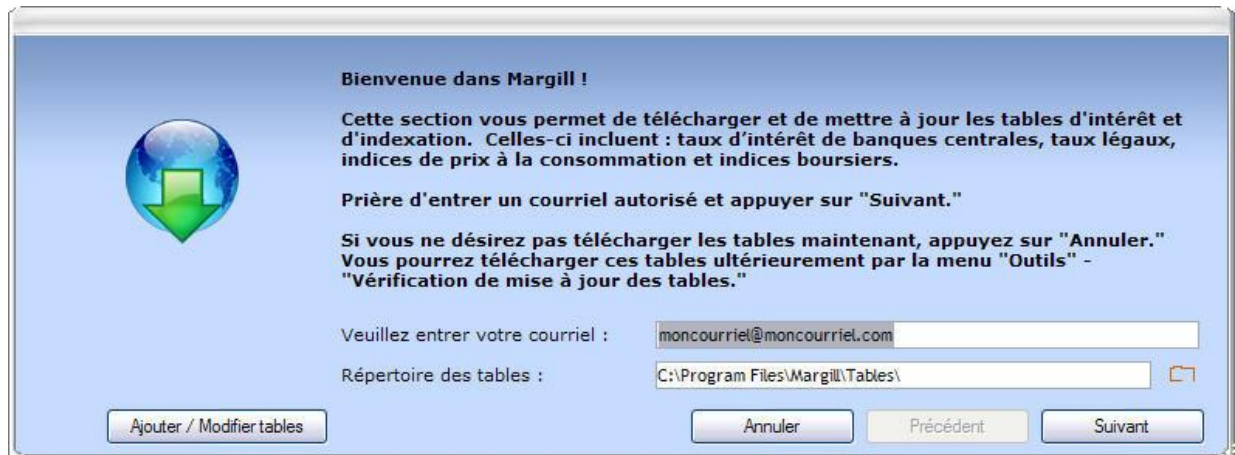 Bienvenue dans Margill !
Cette section vous permet de télécharger et de mettre à jour les tables d'intérêt et
d'indexation. Celles-ci incluent : taux d’intérêt de banques centrales, taux légaux,
indices de prix à la consommation et indices boursiers.
Prière d'entrer un courriel autorisé et appuyer sur "Suivant."
Si vous ne désirez pas télécharger les tables maintenant, appuyez sur "Annuler."
Vous pourrez télécharger ces tables ultérieurement par la menu "Outils" -
"Vérification de mise à jour des tables."
Veuillez entrer votre courriel : moncourriel@moncourriel.com
Répertoire des tables : C:\Program Files\Margill\Tables\
Ajouter / Modifier tables Annuler Précédent Suivant